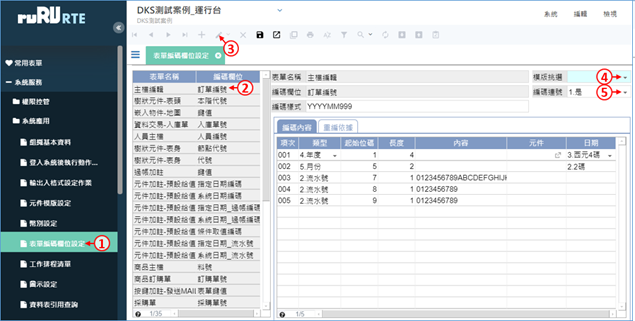 ruRU RTE
DKS測試案例_運行台
DKS測試案例
系統 編輯 檢視
常用表單
系統服務
組態控管
系統應用
組態基本資料
登入系統後執行動作...
輸出入格式設定作業
元件模版設定
幣別設定
表單編碼欄位設定
工作排程清單
圖示設定
資料表引用查詢
① ② ③ ④ ⑤
表單編碼欄位設定
表單名稱 編碼欄位
主檔編輯 訂單編號
樹狀元件-表頭 本階代號
嵌入物件-地圖 鍵值
資料交易-入庫單 入庫單號
人員主檔 人員編號
樹狀元件-表身 節點代號
樹狀元件-表身 代號
過帳加註 鍵值
元件加註-預設給值 指定日期編碼
元件加註-預設給值 系統日期編碼
元件加註-預設給值 指定日期_過帳編碼
元件加註-預設給值 系統日期_過帳編碼
元件加註-預設給值 條件取值編碼
元件加註-預設給值 指定日期_流水號
元件加註-預設給值 系統日期_流水號
商品主檔 料號
商品訂購單 訂購單號
按鍵加註-發送MAIL 表單鍵值
採購單 採購單號
1/35
表單名稱 主檔編輯 模版挑選
編碼欄位 訂單編號 編碼連號 1.是
編碼樣式 YYYYMM999
編碼內容 重編依據
項次 類型 起始位碼 長度 內容 元件 日期
001 4.年度 1 4 3.西元4碼
002 5.月份 5 2 2.2碼
003 2.流水號 7 1 0123456789ABCDEFGHIJK
004 2.流水號 8 1 0123456789
005 2.流水號 9 1 0123456789
1/5